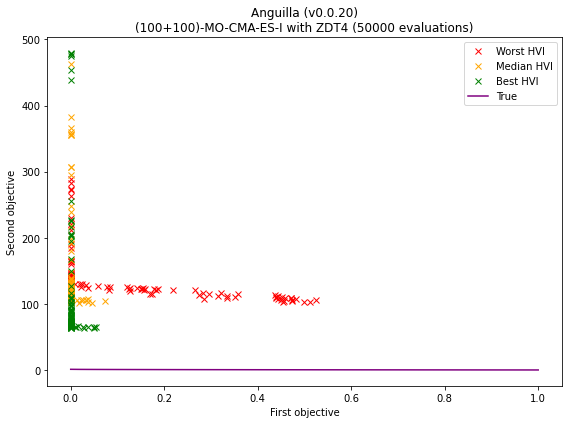 Anguilla (v0.0.20)
(100+100)-MO-CMA-ES-I with ZDT4 (50000 evaluations)
Worst HVI
Median HVI
Best HVI
True
500
400
300
200
100
0
Second objective
0.0
0.2
0.4
0.6
0.8
1.0
First objective